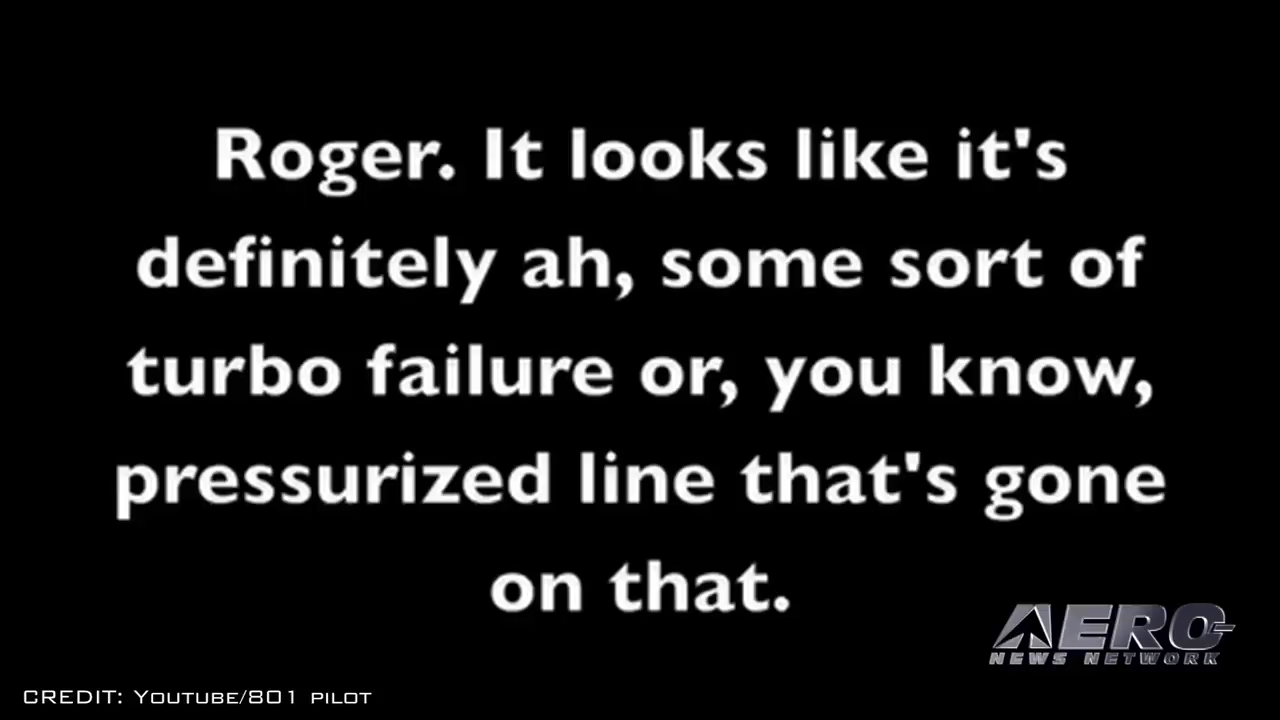 Roger. It looks like it's
definitely ah, some sort of
turbo failure or, you know,
pressurized line that's gone
on that.
AERO
NEWS NETWORK
CREDIT: YOUTUBE/801 PILOT